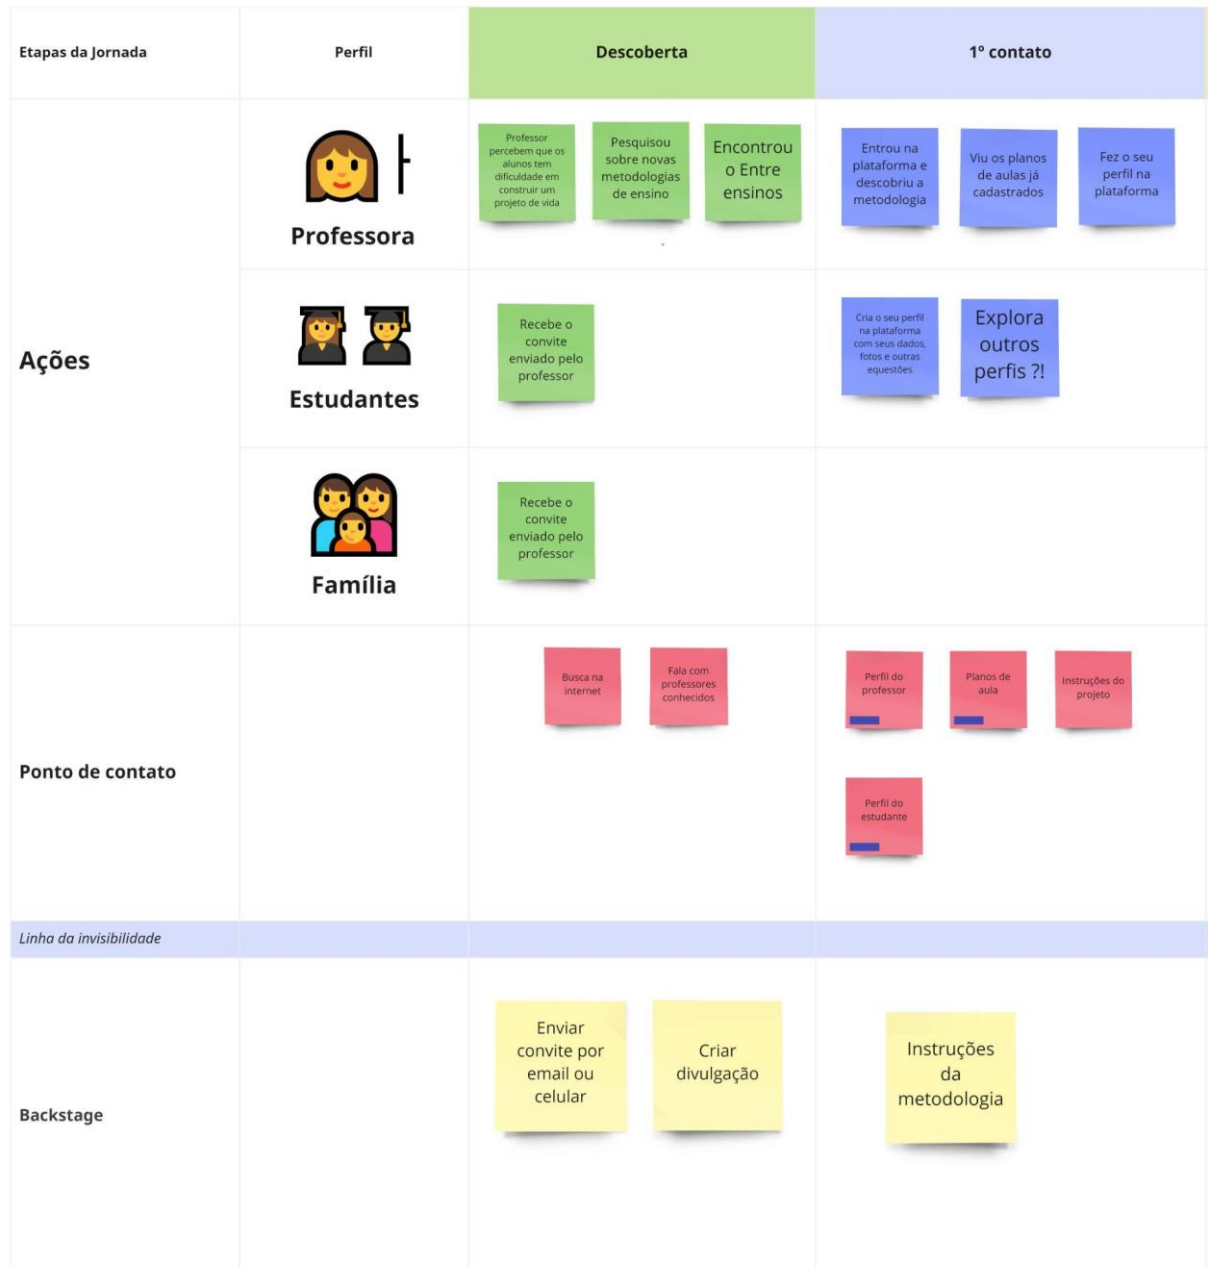 Etapas da Jornada
Perfil
Descoberta
1º contato
Ações
Professora
Professor
percebem que os
alunos tem
dificuldade em
construir um
projeto de vida
Pesquisou
sobre novas
metodologias
de ensino
Encontrou
o Entre
ensinos
Entrou na
plataforma e
descobriu a
metodologia
Viu os planos
de aulas já
cadastrados
Fez o seu
perfil na
plataforma
Estudantes
Recebe o
convite
enviado pelo
professor
Cria o seu perfil
na plataforma
com seus dados,
fotos e outras
equestões
Explora
outros
perfis ?!
Família
Recebe o
convite
enviado pelo
professor
Ponto de contato
Busca na
internet
Fala com
professores
conhecidos
Perfil do
professor
Planos de
aula
Instruções do
projeto
Perfil do
estudante
Linha da invisibilidade
Backstage
Enviar
convite por
email ou
celular
Criar
divulgação
Instruções
da
metodologia